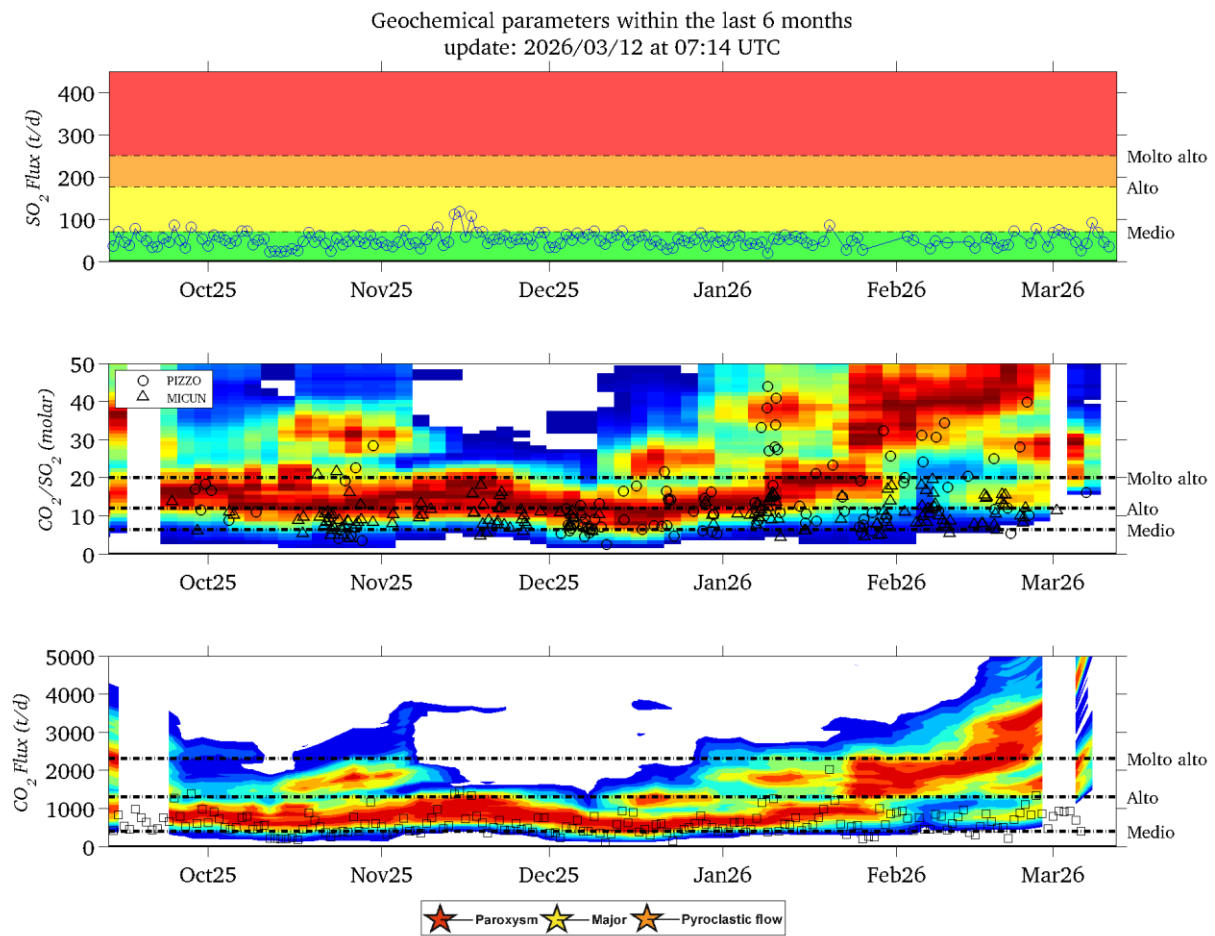 Geochemical parameters within the last 6 months
update: 2026/03/12 at 07:14 UTC
SO2 Flux (t/d)
400
300
200
100
0
Molto alto
Alto
Medio
Oct25 Nov25 Dec25 Jan26 Feb26 Mar26
CO2/SO2 (molar)
50
40
30
20
10
0
PIZZO
MICUN
Molto alto
Alto
Medio
Oct25 Nov25 Dec25 Jan26 Feb26 Mar26
CO2 Flux (t/d)
5000
4000
3000
2000
1000
0
Molto alto
Alto
Medio
Oct25 Nov25 Dec25 Jan26 Feb26 Mar26
Paroxysm Major Pyroclastic flow